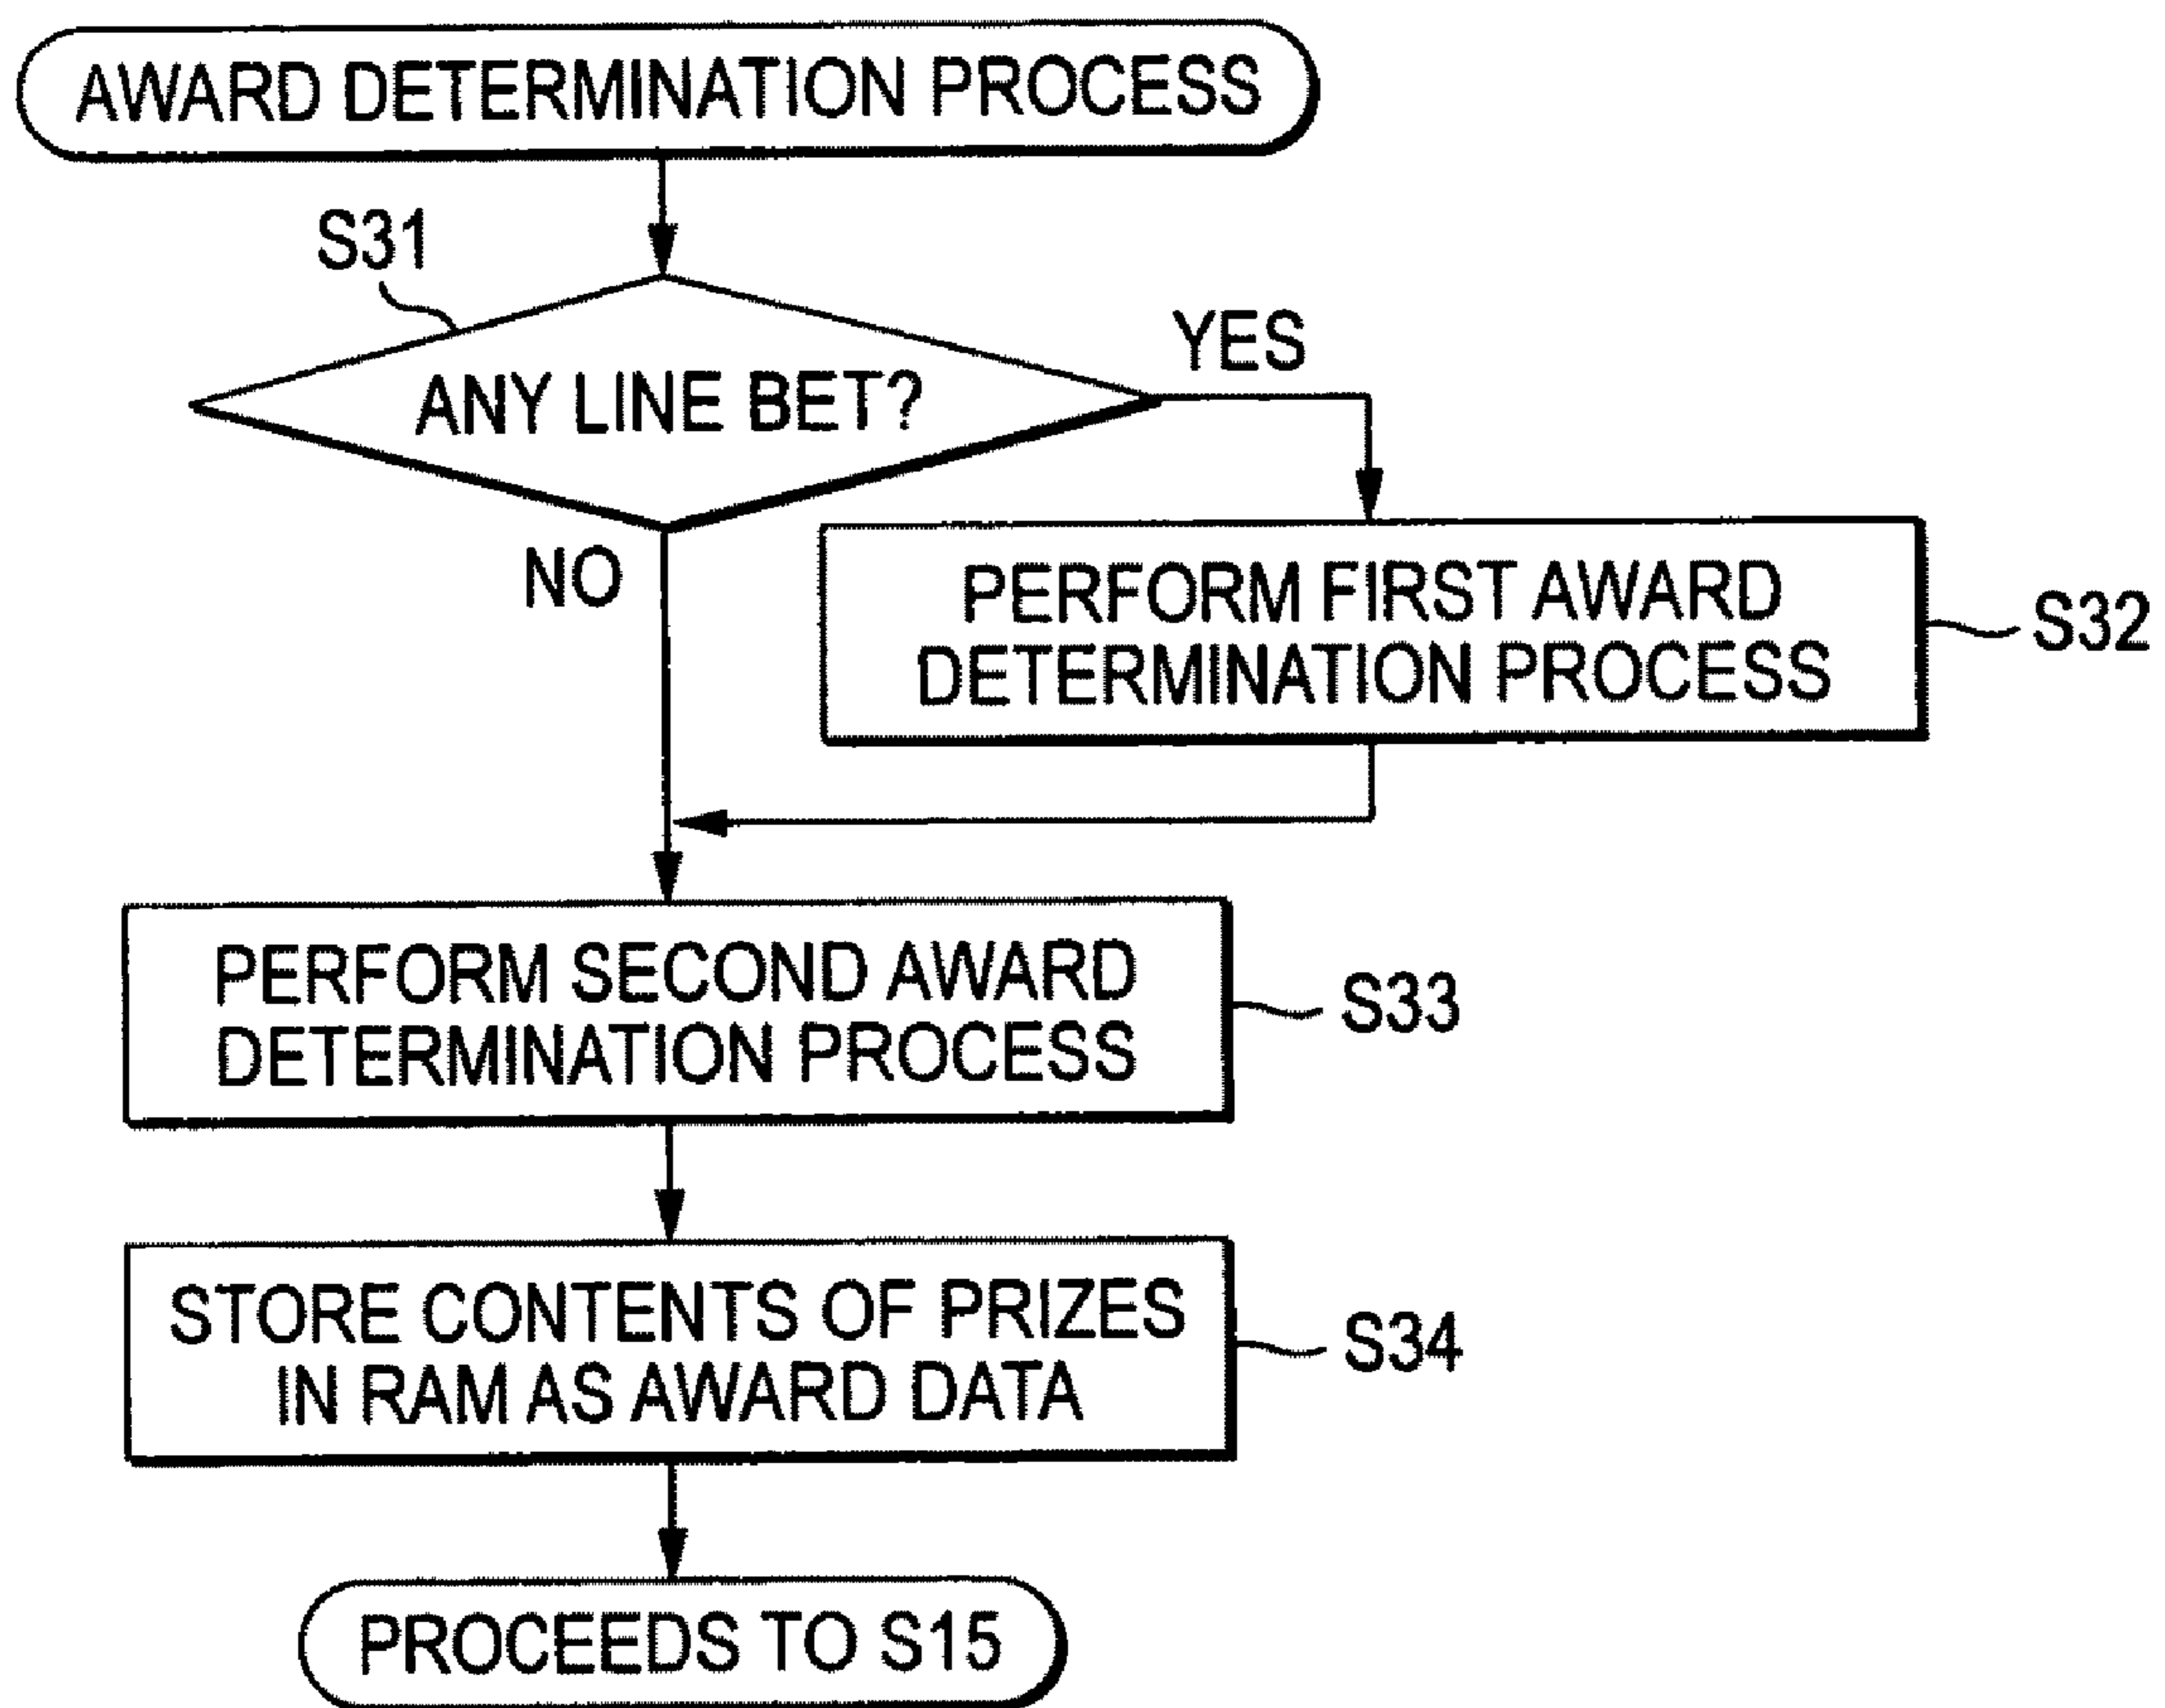 AWARD DETERMINATION PROCESS
S31
ANY LINE BET?
YES
NO
PERFORM FIRST AWARD
DETERMINATION PROCESS
S32
PERFORM SECOND AWARD
DETERMINATION PROCESS
S33
STORE CONTENTS OF PRIZES
IN RAM AS AWARD DATA
S34
PROCEEDS TO S15